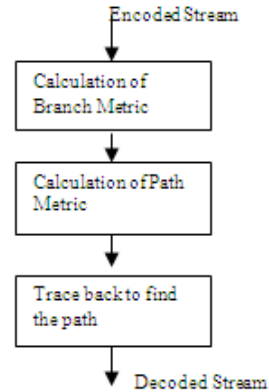 Encoded Stream
Calculation of
Branch Metric
Calculation of Path
Metric
Trace back to find
the path
Decoded Stream